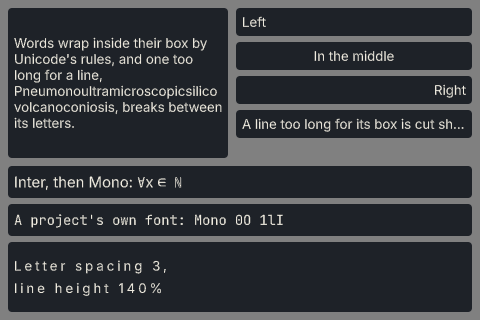 Words wrap inside their box by
Unicode's rules, and one too
long for a line,
Pneumonoultramicroscopicsilico
volcanoconiosis, breaks between
its letters.
Left
In the middle
Right
A line too long for its box is cut sh...
Inter, then Mono: ∀x ∈ ℕ
A project's own font: Mono 0O 1lI
Letter spacing 3,
line height 140%